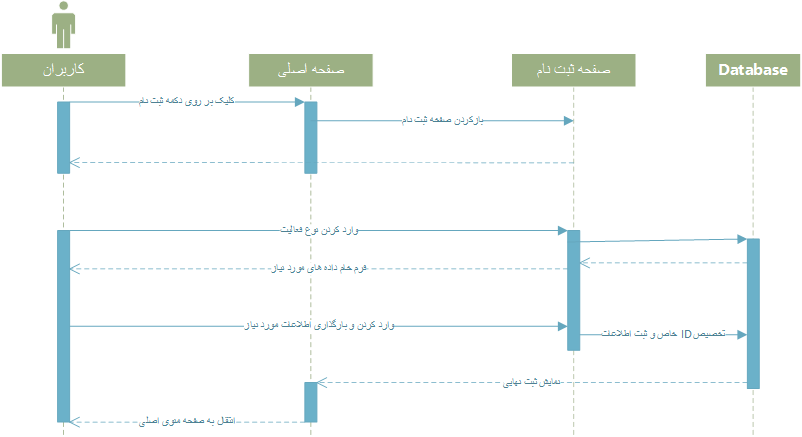 کاربران
صفحه اصلی
صفحه ثبت نام
Database
کلیک بر روی دکمه ثبت نام
بازکردن صفحه ثبت نام
وارد کردن نوع فعالیت
فرم خام داده های مورد نیاز
وارد کردن و بارگذاری اطلاعات مورد نیاز
تخصیص ID خاص و ثبت اطلاعات
نمایش ثبت نهایی
انتقال به صفحه منوی اصلی